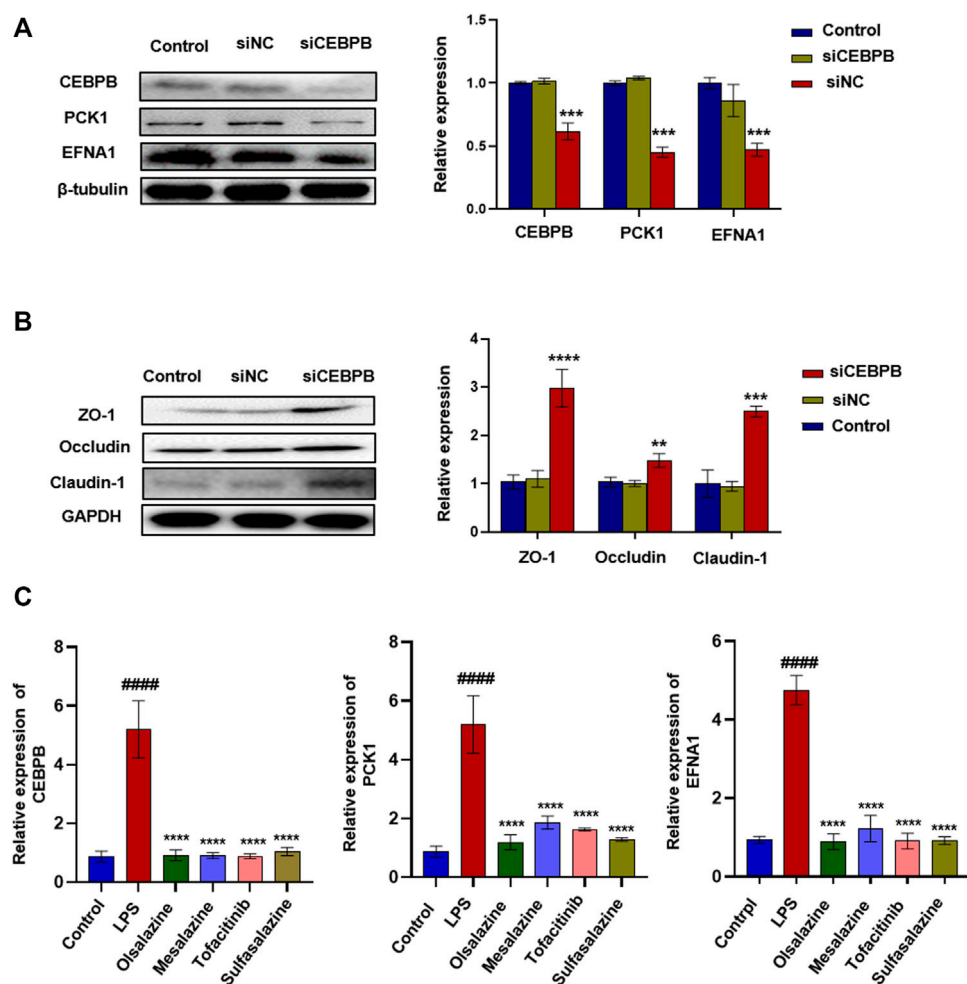 A
Control siNC siCEBPB
CEBPB
PCK1
EFNA1
β-tubulin
Relative expression
1.5
1.0
0.5
0.0
***
***
***
CEBPB PCK1 EFNA1
Control
siCEBPB
siNC
B
Control siNC siCEBPB
ZO-1
Occludin
Claudin-1
GAPDH
Relative expression
4
3
2
1
0
****
**
***
ZO-1 Occludin Claudin-1
siCEBPB
siNC
Control
C
Relative expression of
CEBPB
8
6
4
2
0
####
**** **** **** ****
Control LPS Olsalazine Mesalazine Tofacitinib Sulfasalazine
Relative expression of
PCK1
8
6
4
2
0
####
**** **** **** ****
Control LPS Olsalazine Mesalazine Tofacitinib Sulfasalazine
Relative expression of
EFNA1
6
4
2
0
####
**** **** **** ****
Contrpl LPS Olsalazine Mesalazine Tofacitinib Sulfasalazine